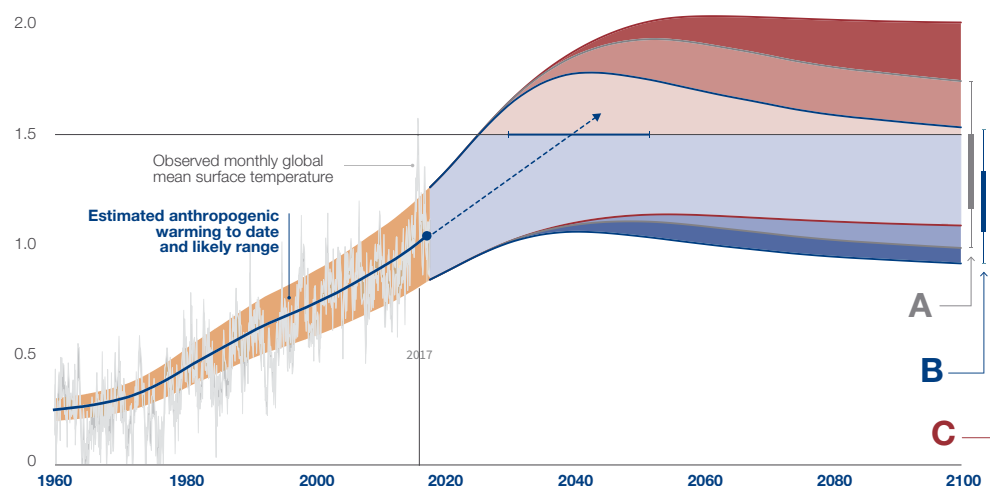 2.0
1.5
Observed monthly global
mean surface temperature
Estimated anthropogenic
warming to date
and likely range
1.0
A
2017
0.5
B
C
0
1960 1980 2000 2020 2040 2060 2080 2100